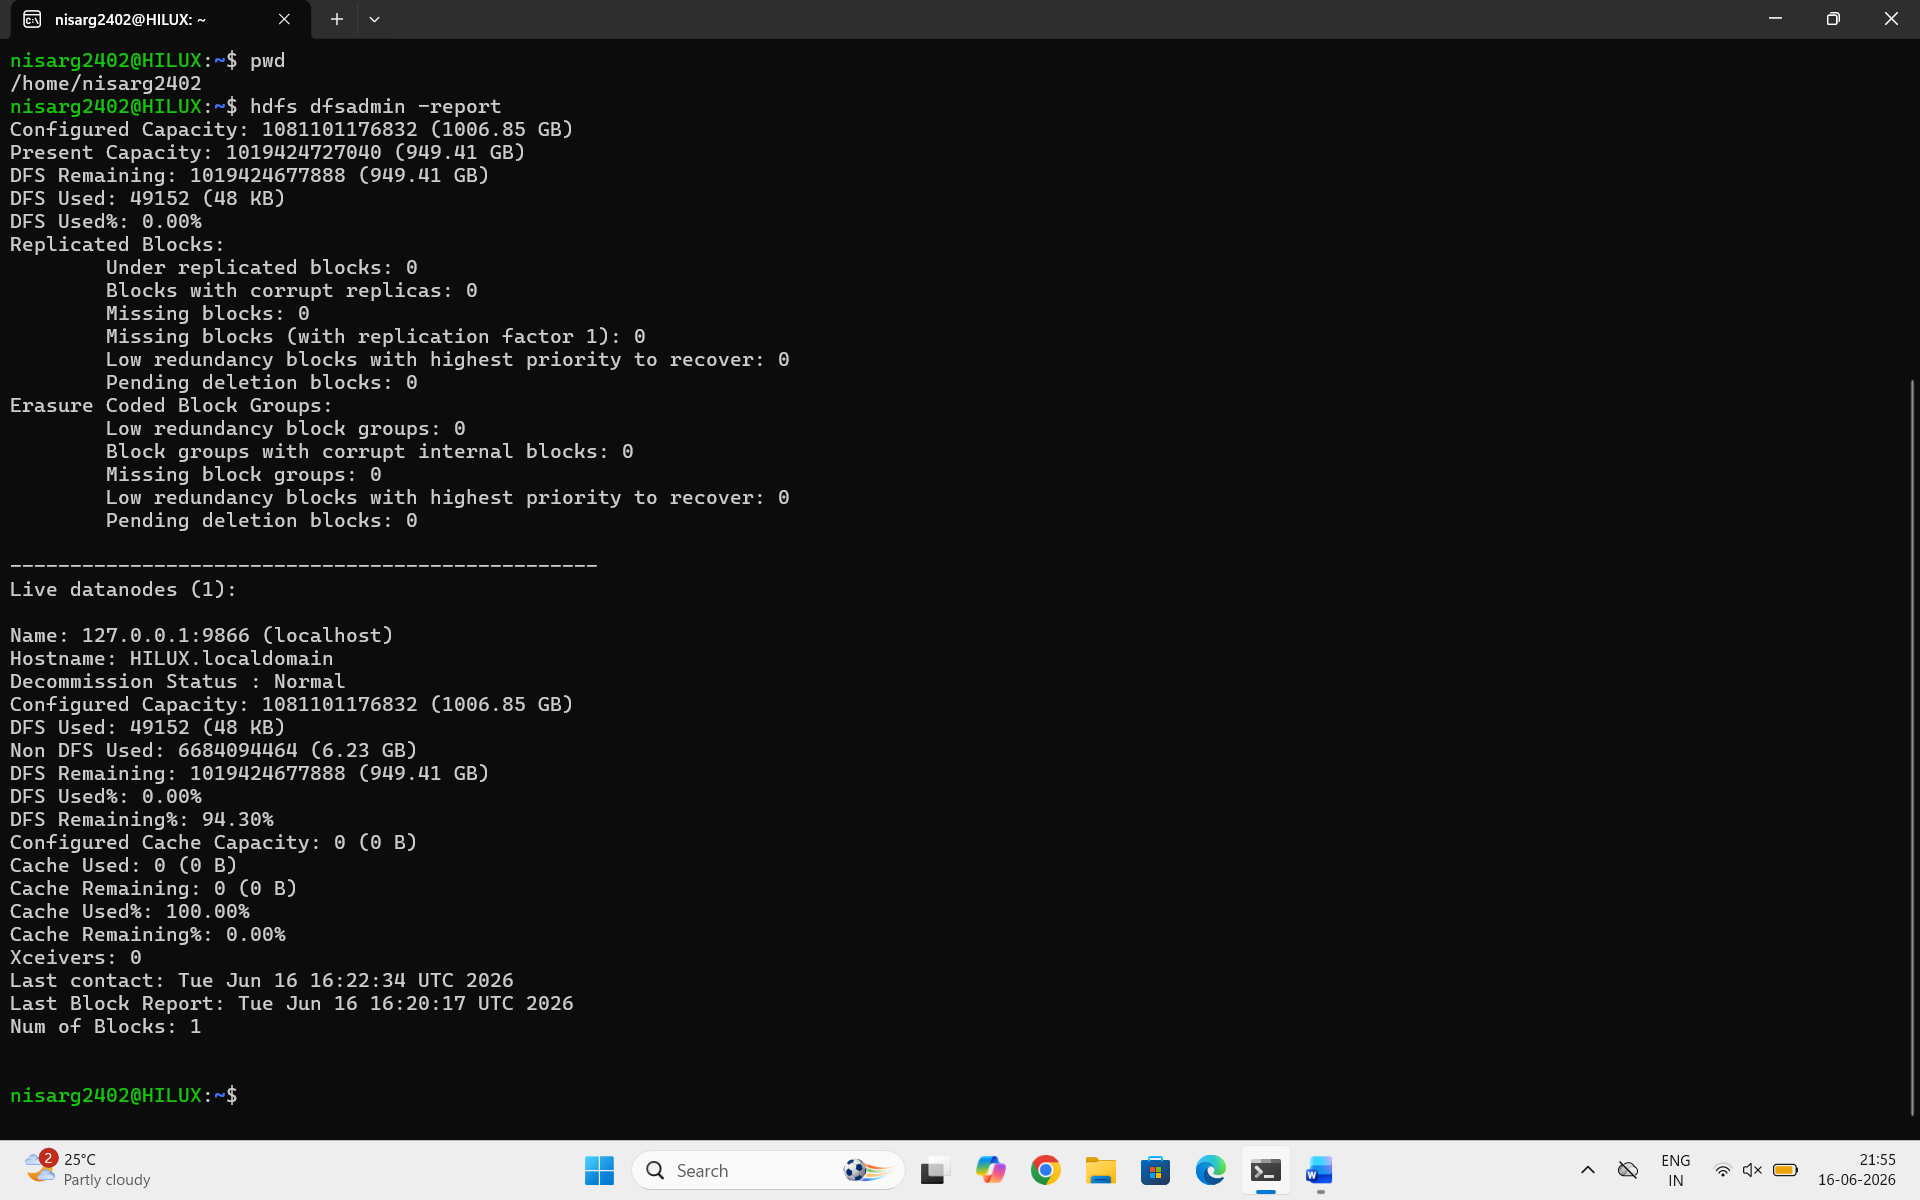 nisarg2402@HILUX: ~
nisarg2402@HILUX:~$ pwd
/home/nisarg2402
nisarg2402@HILUX:~$ hdfs dfsadmin -report
Configured Capacity: 1081101176832 (1006.85 GB)
Present Capacity: 1019424727040 (949.41 GB)
DFS Remaining: 1019424677888 (949.41 GB)
DFS Used: 49152 (48 KB)
DFS Used%: 0.00%
Replicated Blocks:
Under replicated blocks: 0
Blocks with corrupt replicas: 0
Missing blocks: 0
Missing blocks (with replication factor 1): 0
Low redundancy blocks with highest priority to recover: 0
Pending deletion blocks: 0
Erasure Coded Block Groups:
Low redundancy block groups: 0
Block groups with corrupt internal blocks: 0
Missing block groups: 0
Low redundancy blocks with highest priority to recover: 0
Pending deletion blocks: 0
-------------------------------------------------
Live datanodes (1):
Name: 127.0.0.1:9866 (localhost)
Hostname: HILUX.localdomain
Decommission Status : Normal
Configured Capacity: 1081101176832 (1006.85 GB)
DFS Used: 49152 (48 KB)
Non DFS Used: 6684094464 (6.23 GB)
DFS Remaining: 1019424677888 (949.41 GB)
DFS Used%: 0.00%
DFS Remaining%: 94.30%
Configured Cache Capacity: 0 (0 B)
Cache Used: 0 (0 B)
Cache Remaining: 0 (0 B)
Cache Used%: 100.00%
Cache Remaining%: 0.00%
Xceivers: 0
Last contact: Tue Jun 16 16:22:34 UTC 2026
Last Block Report: Tue Jun 16 16:20:17 UTC 2026
Num of Blocks: 1
nisarg2402@HILUX:~$
2
25°C
Partly cloudy
Search
ENG
IN
21:55
16-06-2026